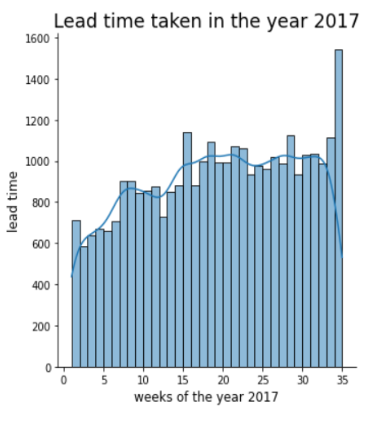 Lead time taken in the year 2017
1600
1400
1200
1000
800
600
400
200
0
lead time
0 5 10 15 20 25 30 35
weeks of the year 2017